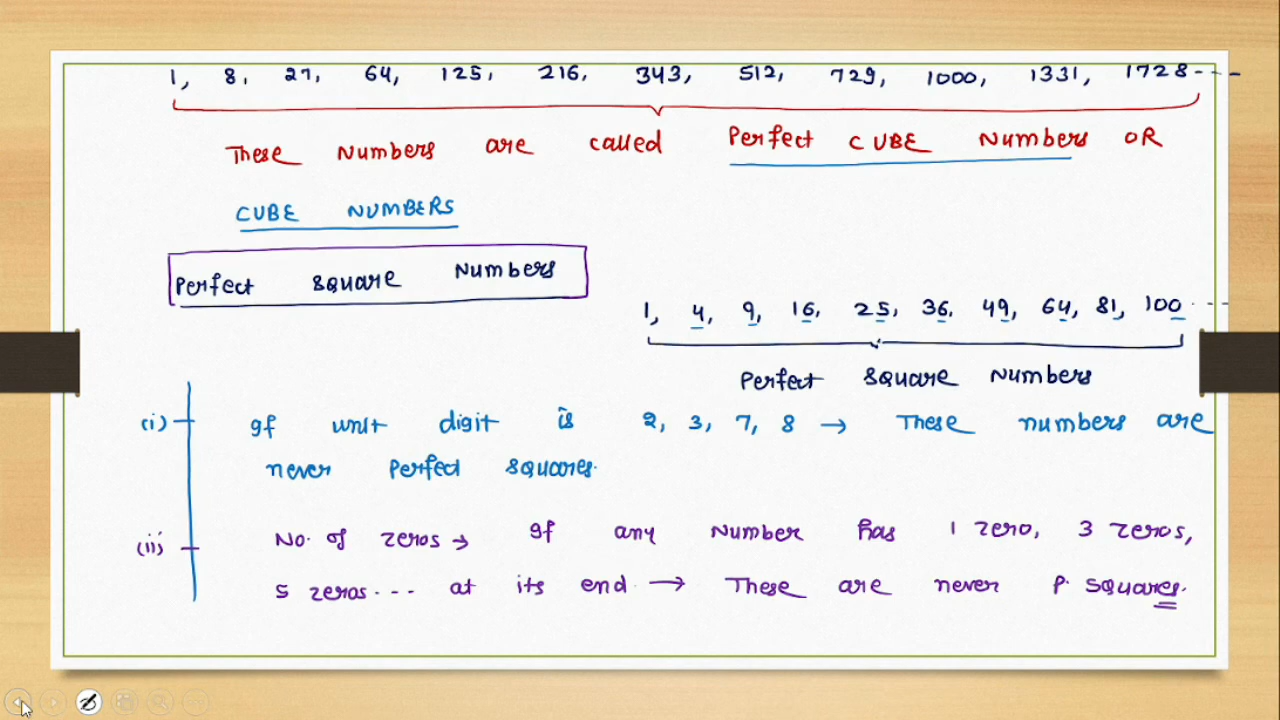 1, 8, 27, 64, 125, 216, 343, 512, 729, 1000, 1331, 1728----
These Numbers are called Perfect CUBE Numbers OR
CUBE NUMBERS
Perfect square Numbers
1, 4, 9, 16, 25, 36, 49, 64, 81, 100----
Perfect square Numbers
(i) If unit digit is 2, 3, 7, 8 → These numbers are
never perfect squares.
(ii) No. of zeros → If any Number has 1 zero, 3 zeros,
5 zeros---- at its end. → These are never P. squares.